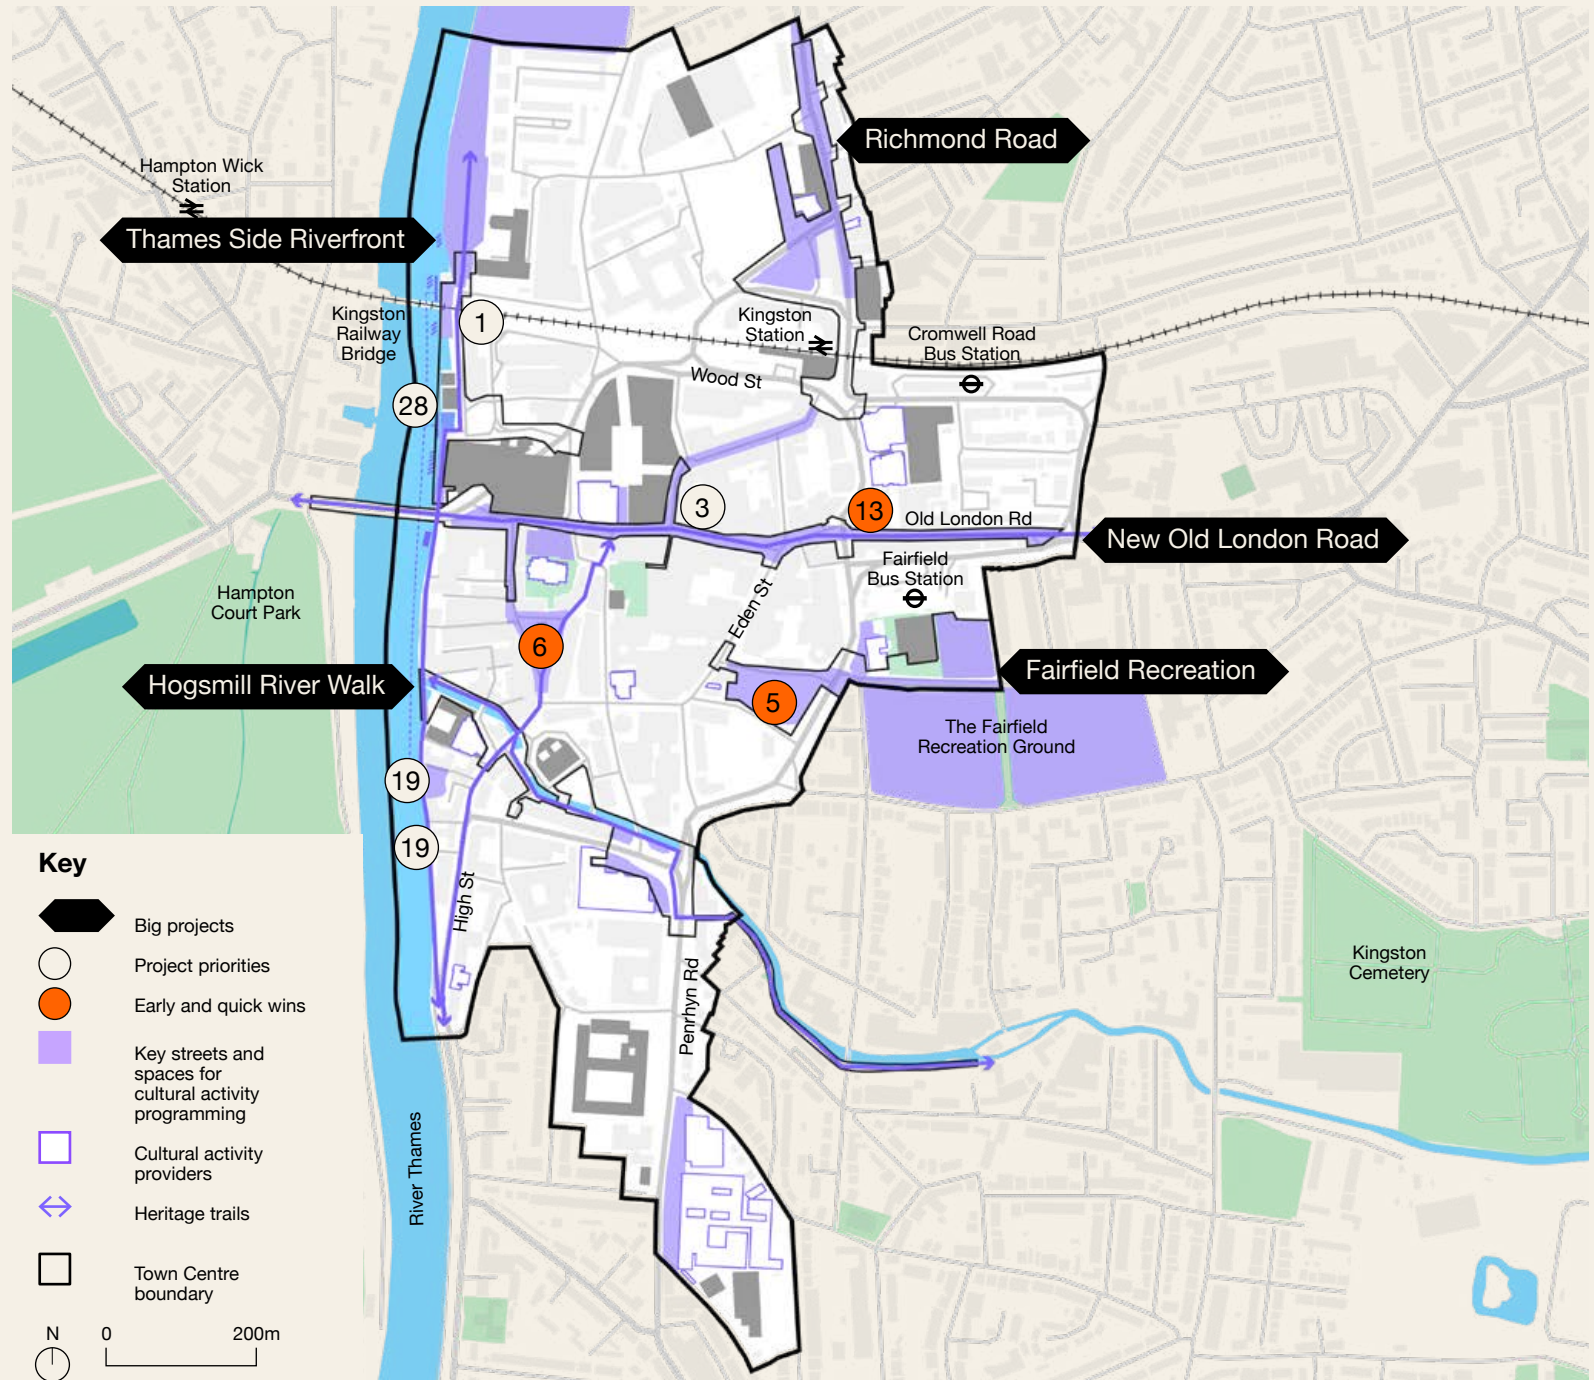 Richmond Road
Hampton Wick
Station
Thames Side Riverfront
Kingston
Railway
Bridge
1
Kingston
Station
Cromwell Road
Bus Station
Wood St
28
3
13
Old London Rd
New Old London Road
Fairfield
Bus Station
Hampton
Court Park
Eden St
6
Hogsmill River Walk
Fairfield Recreation
5
The Fairfield
Recreation Ground
19
19
High St
Kingston
Cemetery
Penrhyn Rd
River Thames
Key
Big projects
Project priorities
Early and quick wins
Key streets and
spaces for
cultural activity
programming
Cultural activity
providers
Heritage trails
Town Centre
boundary
N
0
200m